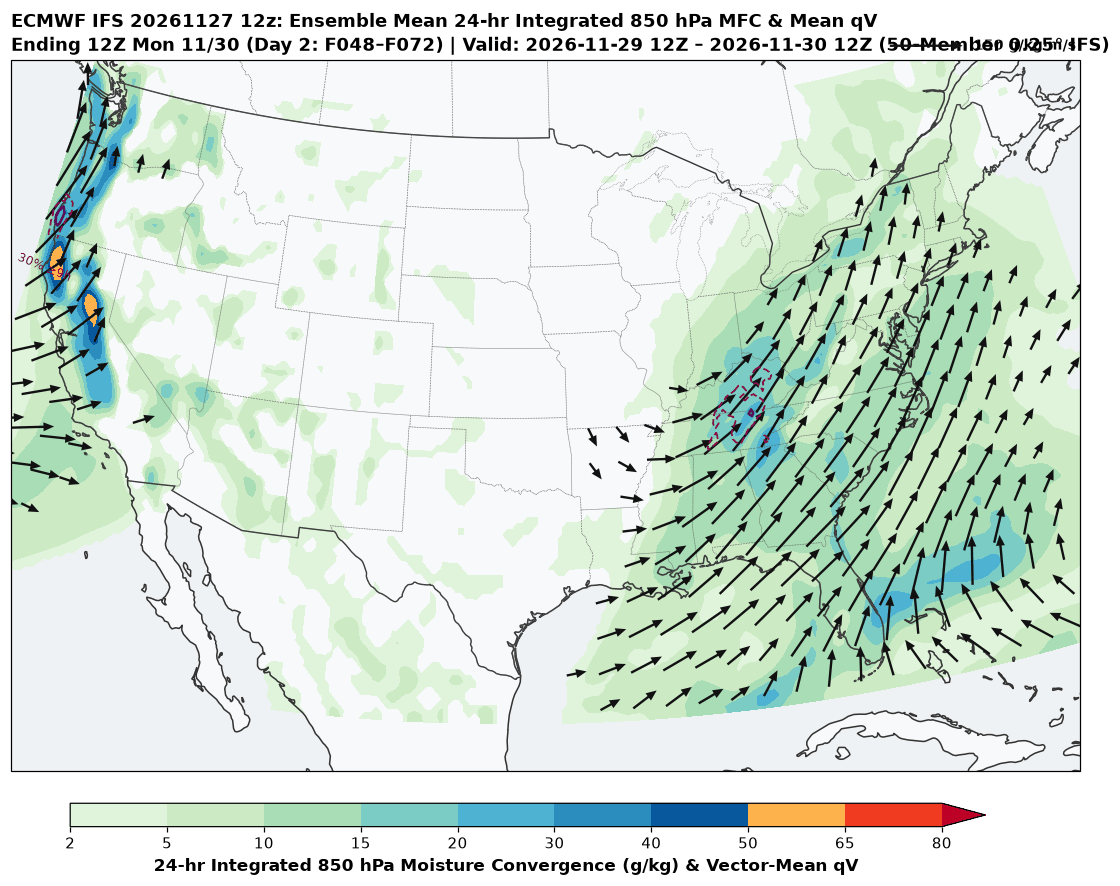 ECMWF IFS 20261127 12z: Ensemble Mean 24-hr Integrated 850 hPa MFC & Mean qV
Ending 12Z Mon 11/30 (Day 2: F048–F072) | Valid: 2026-11-29 12Z – 2026-11-30 12Z (50-Member 0.25° IFS)
150 g/kg·m/s
30%
2 5 10 15 20 30 40 50 65 80
24-hr Integrated 850 hPa Moisture Convergence (g/kg) & Vector-Mean qV